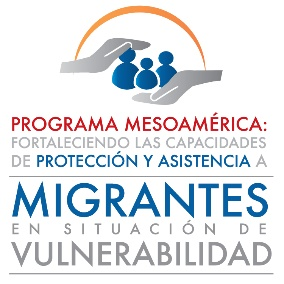 PROGRAMA MESOAMÉRICA:
FORTALECIENDO LAS CAPACIDADES
DE PROTECCIÓN Y ASISTENCIA A
MIGRANTES
EN SITUACIÓN DE
VULNERABILIDAD